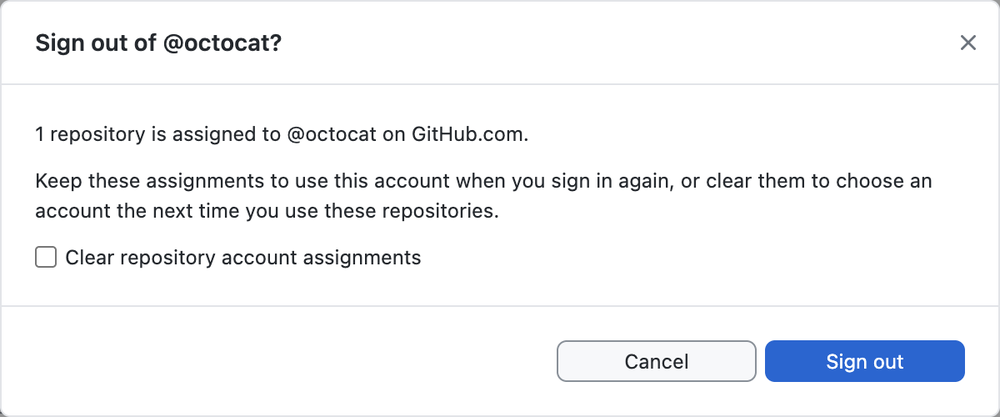 Sign out of @octocat?
1 repository is assigned to @octocat on GitHub.com.
Keep these assignments to use this account when you sign in again, or clear them to choose an
account the next time you use these repositories.
Clear repository account assignments
Cancel
Sign out